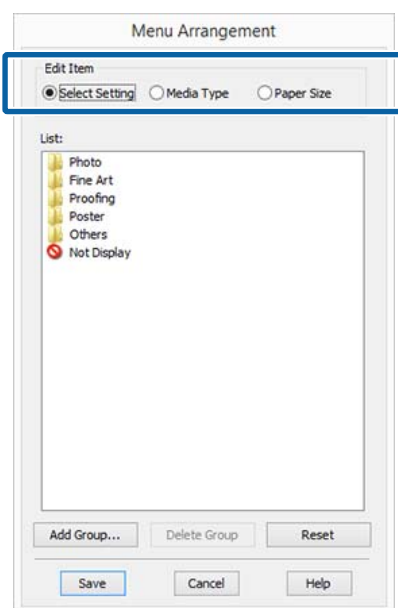 Menu Arrangement
Edit Item
Select Setting Media Type Paper Size
List:
Photo
Fine Art
Proofing
Poster
Others
Not Display
Add Group... Delete Group Reset
Save Cancel Help